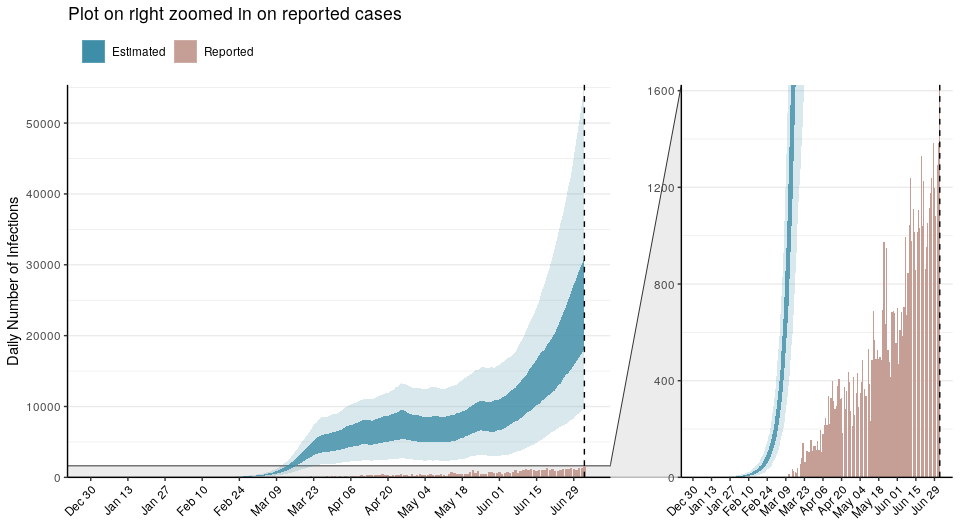 Plot on right zoomed in on reported cases
Estimated Reported
Daily Number of Infections
50000
40000
30000
20000
10000
0
Dec 30 Jan 13 Jan 27 Feb 10 Feb 24 Mar 09 Mar 23 Apr 06 Apr 20 May 04 May 18 Jun 01 Jun 15 Jun 29
1600
1200
800
400
0
Dec 30 Jan 13 Jan 27 Feb 10 Feb 24 Mar 09 Mar 23 Apr 06 Apr 20 May 04 May 18 Jun 01 Jun 15 Jun 29